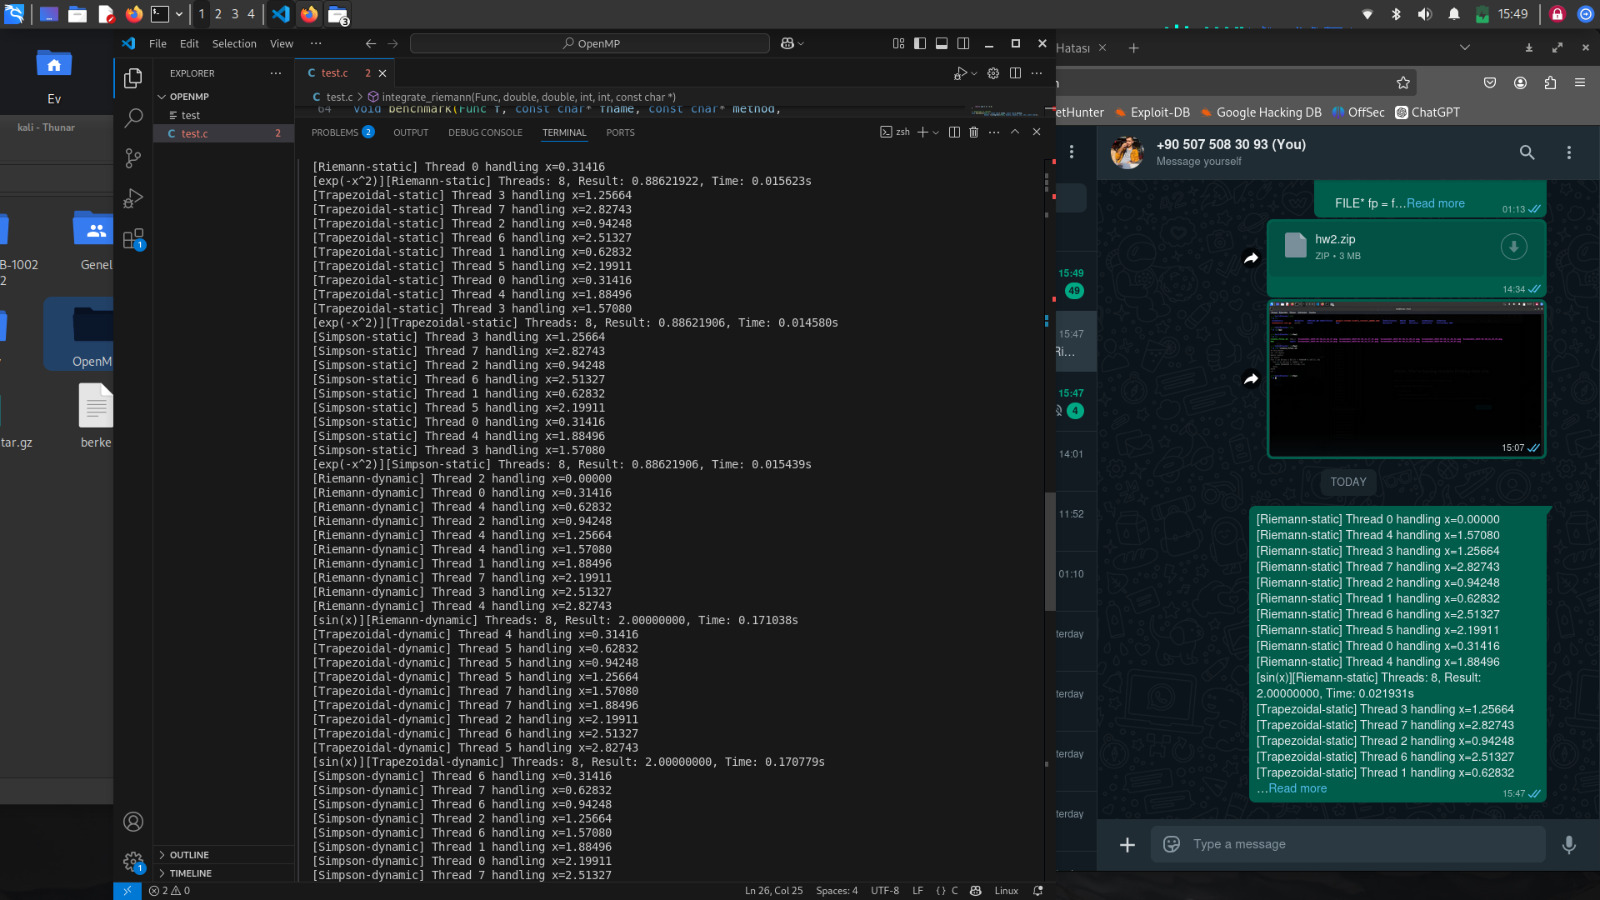 1 2 3 4
3
15:49
Ev
kali - Thunar
B-1002
2
Genel
OpenM
tar.gz
berke
File Edit Selection View ...
OpenMP
EXPLORER
OPENMP
test
C test.c 2
OUTLINE
TIMELINE
1
1
C test.c 2
C test.c > integrate_riemann(Func, double, double, int, int, const char *)
64 void benchmark(Func f, const char* fname, const char* method,
PROBLEMS 2 OUTPUT DEBUG CONSOLE TERMINAL PORTS
zsh
[Riemann-static] Thread 0 handling x=0.31416
[exp(-x^2)][Riemann-static] Threads: 8, Result: 0.88621922, Time: 0.015623s
[Trapezoidal-static] Thread 3 handling x=1.25664
[Trapezoidal-static] Thread 7 handling x=2.82743
[Trapezoidal-static] Thread 2 handling x=0.94248
[Trapezoidal-static] Thread 6 handling x=2.51327
[Trapezoidal-static] Thread 1 handling x=0.62832
[Trapezoidal-static] Thread 5 handling x=2.19911
[Trapezoidal-static] Thread 0 handling x=0.31416
[Trapezoidal-static] Thread 4 handling x=1.88496
[Trapezoidal-static] Thread 3 handling x=1.57080
[exp(-x^2)][Trapezoidal-static] Threads: 8, Result: 0.88621906, Time: 0.014580s
[Simpson-static] Thread 3 handling x=1.25664
[Simpson-static] Thread 7 handling x=2.82743
[Simpson-static] Thread 2 handling x=0.94248
[Simpson-static] Thread 6 handling x=2.51327
[Simpson-static] Thread 1 handling x=0.62832
[Simpson-static] Thread 5 handling x=2.19911
[Simpson-static] Thread 0 handling x=0.31416
[Simpson-static] Thread 4 handling x=1.88496
[Simpson-static] Thread 3 handling x=1.57080
[exp(-x^2)][Simpson-static] Threads: 8, Result: 0.88621906, Time: 0.015439s
[Riemann-dynamic] Thread 2 handling x=0.00000
[Riemann-dynamic] Thread 0 handling x=0.31416
[Riemann-dynamic] Thread 4 handling x=0.62832
[Riemann-dynamic] Thread 2 handling x=0.94248
[Riemann-dynamic] Thread 4 handling x=1.25664
[Riemann-dynamic] Thread 4 handling x=1.57080
[Riemann-dynamic] Thread 1 handling x=1.88496
[Riemann-dynamic] Thread 7 handling x=2.19911
[Riemann-dynamic] Thread 3 handling x=2.51327
[Riemann-dynamic] Thread 4 handling x=2.82743
[sin(x)][Riemann-dynamic] Threads: 8, Result: 2.00000000, Time: 0.171038s
[Trapezoidal-dynamic] Thread 4 handling x=0.31416
[Trapezoidal-dynamic] Thread 5 handling x=0.62832
[Trapezoidal-dynamic] Thread 5 handling x=0.94248
[Trapezoidal-dynamic] Thread 5 handling x=1.25664
[Trapezoidal-dynamic] Thread 7 handling x=1.57080
[Trapezoidal-dynamic] Thread 7 handling x=1.88496
[Trapezoidal-dynamic] Thread 2 handling x=2.19911
[Trapezoidal-dynamic] Thread 6 handling x=2.51327
[Trapezoidal-dynamic] Thread 5 handling x=2.82743
[sin(x)][Trapezoidal-dynamic] Threads: 8, Result: 2.00000000, Time: 0.170779s
[Simpson-dynamic] Thread 6 handling x=0.31416
[Simpson-dynamic] Thread 7 handling x=0.62832
[Simpson-dynamic] Thread 6 handling x=0.94248
[Simpson-dynamic] Thread 2 handling x=1.25664
[Simpson-dynamic] Thread 6 handling x=1.57080
[Simpson-dynamic] Thread 1 handling x=1.88496
[Simpson-dynamic] Thread 0 handling x=2.19911
[Simpson-dynamic] Thread 7 handling x=2.51327
2 0
Ln 26, Col 25 Spaces: 4 UTF-8 LF {} C Linux
Hatası
etHunter Exploit-DB Google Hacking DB OffSec ChatGPT
15:49
49
15:47
Ri...
15:47
4
14:01
11:52
01:10
terday
terday
terday
terday
+90 507 508 30 93 (You)
Message yourself
FILE* fp = f...Read more
01:13
hw2.zip
ZIP • 3 MB
14:34
15:07
TODAY
[Riemann-static] Thread 0 handling x=0.00000
[Riemann-static] Thread 4 handling x=1.57080
[Riemann-static] Thread 3 handling x=1.25664
[Riemann-static] Thread 7 handling x=2.82743
[Riemann-static] Thread 2 handling x=0.94248
[Riemann-static] Thread 1 handling x=0.62832
[Riemann-static] Thread 6 handling x=2.51327
[Riemann-static] Thread 5 handling x=2.19911
[Riemann-static] Thread 0 handling x=0.31416
[Riemann-static] Thread 4 handling x=1.88496
[sin(x)][Riemann-static] Threads: 8, Result:
2.00000000, Time: 0.021931s
[Trapezoidal-static] Thread 3 handling x=1.25664
[Trapezoidal-static] Thread 7 handling x=2.82743
[Trapezoidal-static] Thread 2 handling x=0.94248
[Trapezoidal-static] Thread 6 handling x=2.51327
[Trapezoidal-static] Thread 1 handling x=0.62832
...Read more
15:47
Type a message